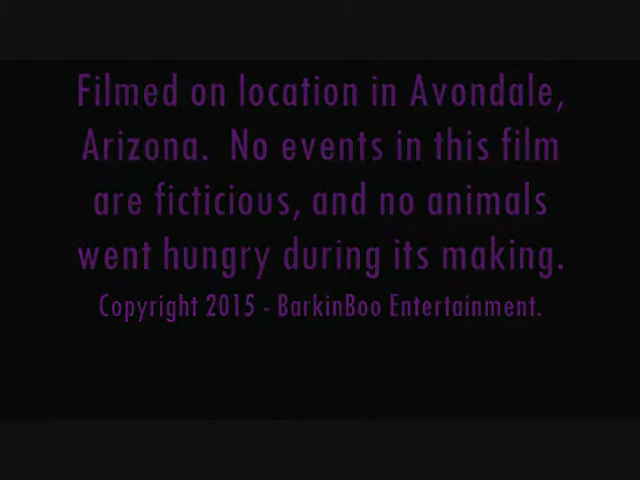 Filmed on location in Avondale,
Arizona.  No events in this film
are ficticious, and no animals
went hungry during its making.
Copyright 2015 - BarkinBoo Entertainment.